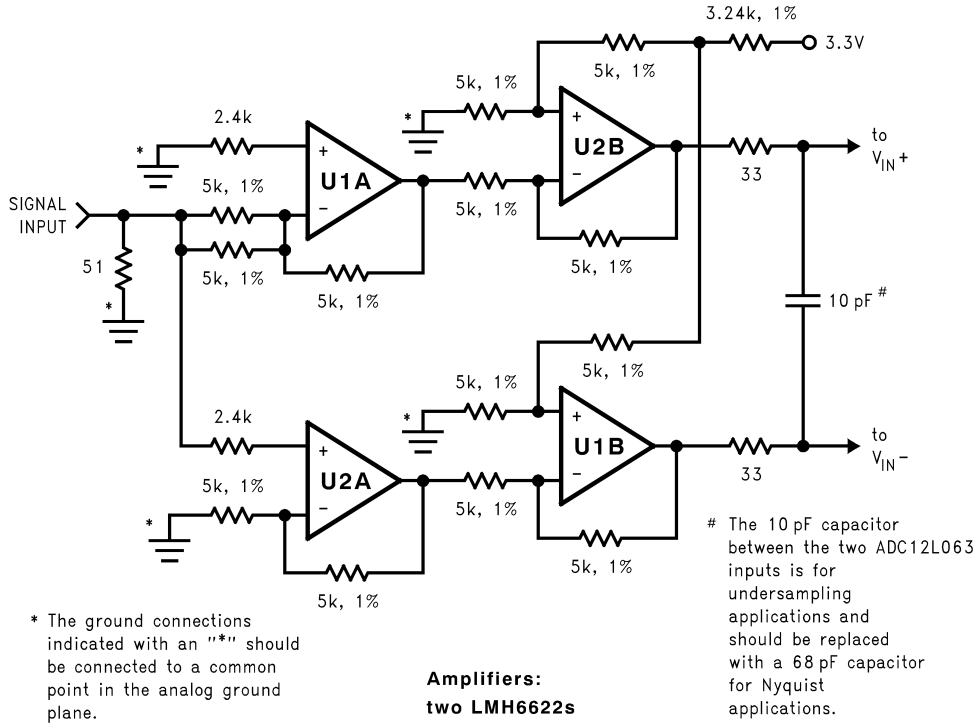 3.24k, 1%
3.3V
5k, 1%
5k, 1%
*
+
U2B
−
2.4k
*
+
U1A
−
5k, 1%
SIGNAL
INPUT
51
*
5k, 1%
5k, 1%
5k, 1%
5k, 1%
33
to
VIN+
10 pF #
5k, 1%
5k, 1%
*
+
U1B
−
2.4k
+
U2A
−
5k, 1%
*
5k, 1%
5k, 1%
5k, 1%
33
to
VIN−
# The 10 pF capacitor
between the two ADC12L063
inputs is for
undersampling
applications and
should be replaced
with a 68 pF capacitor
for Nyquist
applications.
* The ground connections
indicated with an "*" should
be connected to a common
point in the analog ground
plane.
Amplifiers:
two LMH6622s